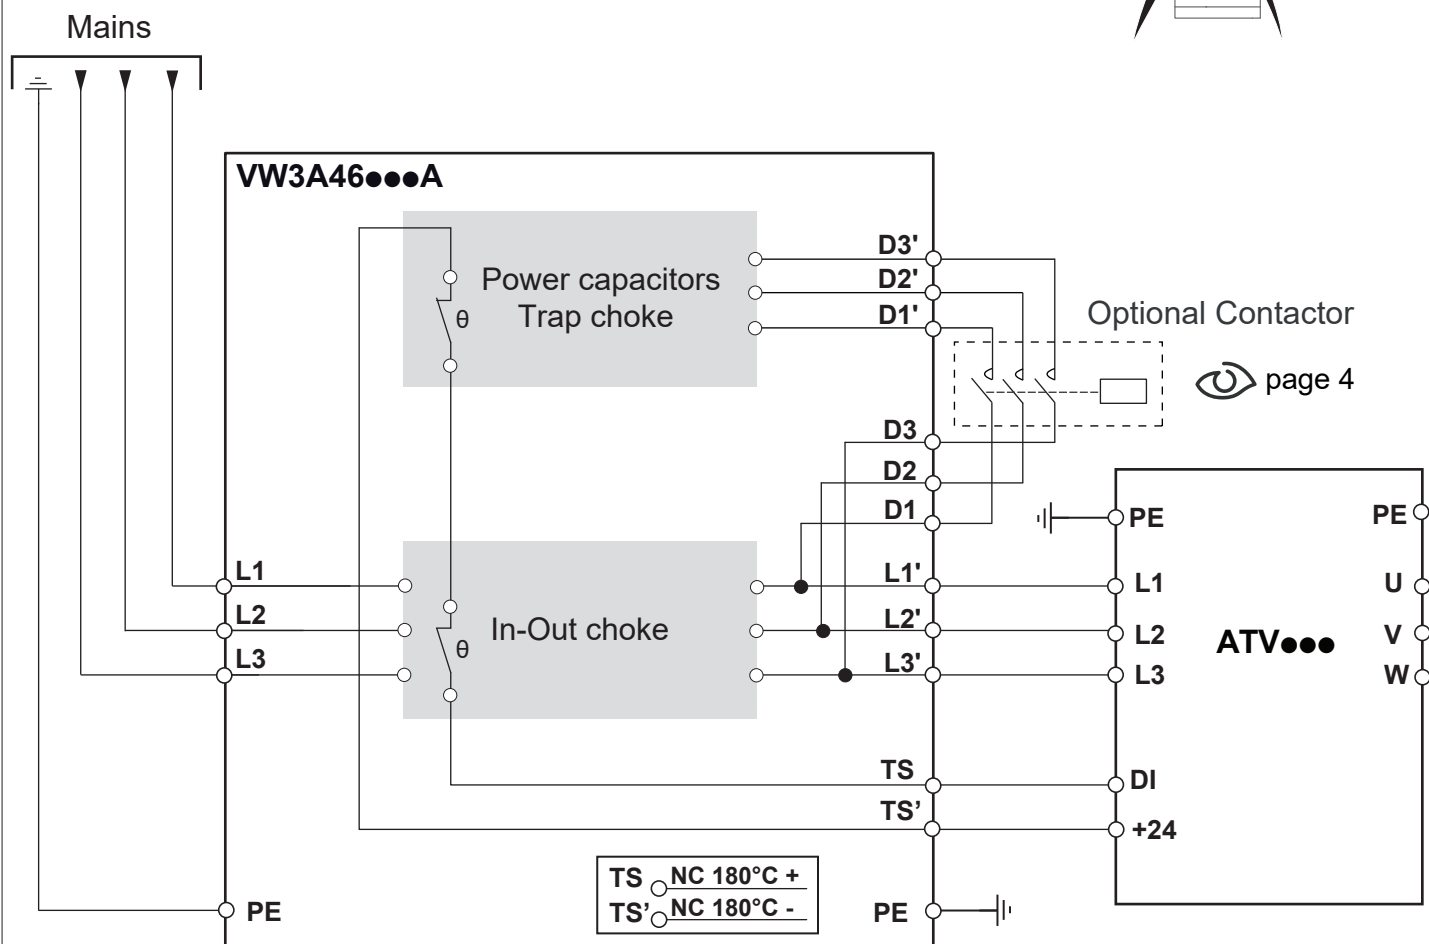 Mains
VW3A46●●●A
D3'
Power capacitors
Trap choke
θ
D2'
D1'
Optional Contactor
page 4
D3
D2
D1
PE
PE
L1
L1'
L1
U
L2
In-Out choke
θ
L2'
L2
ATV●●●
V
L3
L3'
L3
W
TS
DI
TS’
+24
TS NC 180°C +
TS’ NC 180°C -
PE
PE